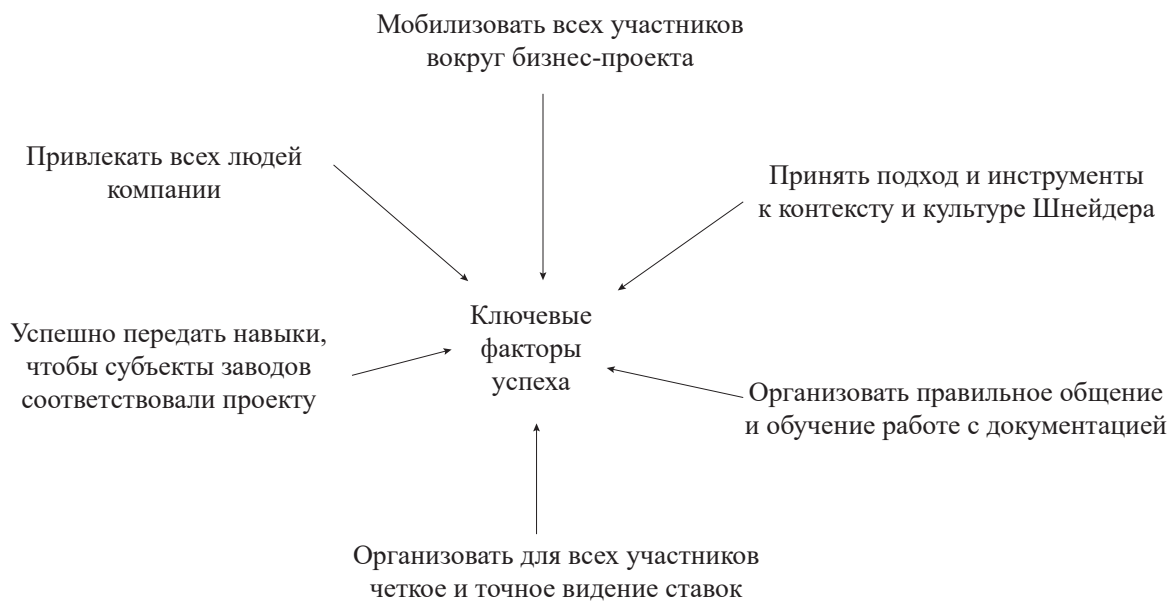 Мобилизовать всех участников
вокруг бизнес-проекта
Привлекать всех людей
компании
Принять подход и инструменты
к контексту и культуре Шнейдера
Ключевые
факторы
успеха
Успешно передать навыки,
чтобы субъекты заводов
соответствовали проекту
Организовать правильное общение
и обучение работе с документацией
Организовать для всех участников
четкое и точное видение ставок